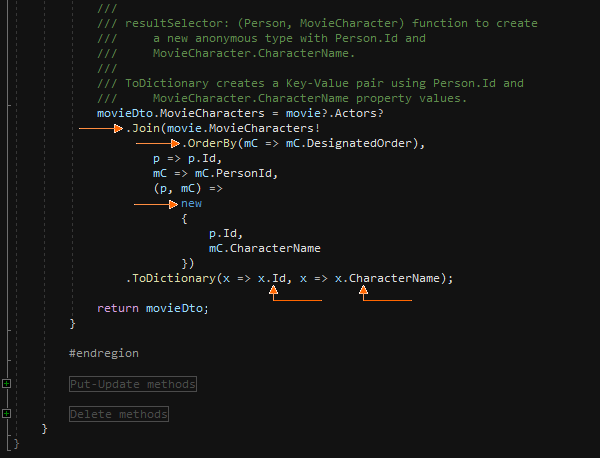 ///
/// resultSelector: (Person, MovieCharacter) function to create
///     a new anonymous type with Person.Id and
///     MovieCharacter.CharacterName.
///
/// ToDictionary creates a Key-Value pair using Person.Id and
///     MovieCharacter.CharacterName property values.
movieDto.MovieCharacters = movie?.Actors?
.Join(movie.MovieCharacters!
.OrderBy(mC => mC.DesignatedOrder),
p => p.Id,
mC => mC.PersonId,
(p, mC) =>
new
{
p.Id,
mC.CharacterName
})
.ToDictionary(x => x.Id, x => x.CharacterName);
return movieDto;
}
#endregion
Put-Update methods
Delete methods
}
}